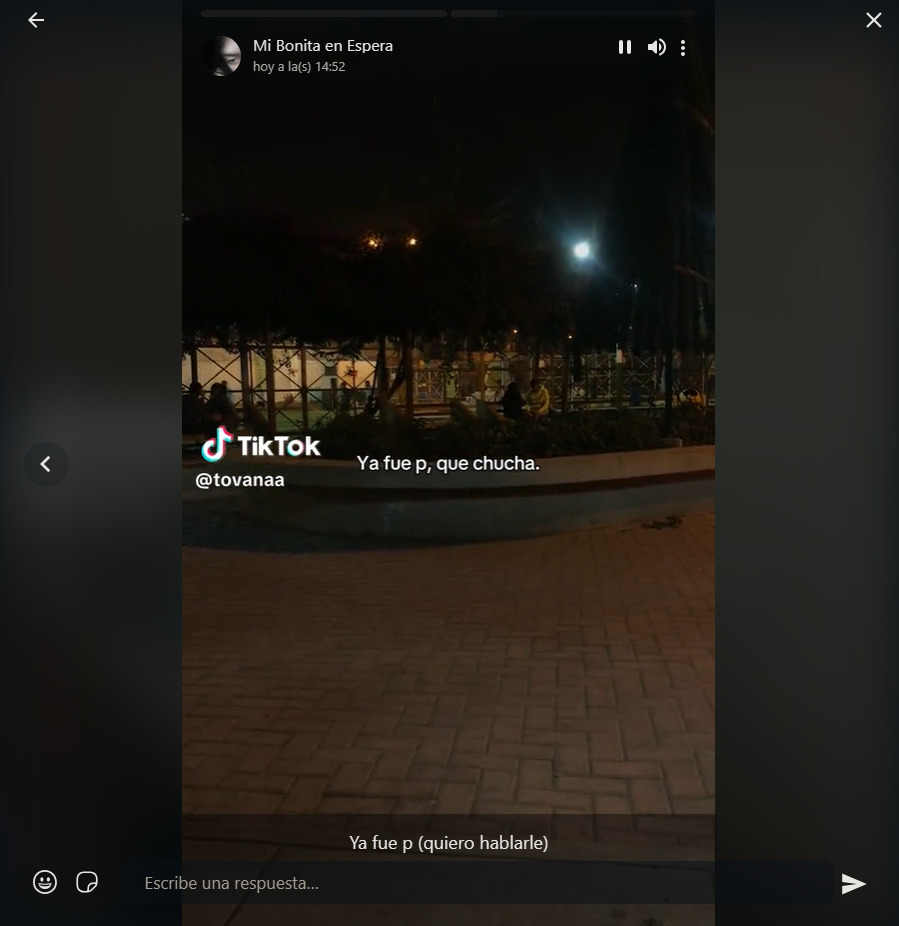 Mi Bonita en Espera
hoy a la(s) 14:52
TikTok
@tovanaa
Ya fue p, que chucha.
Ya fue p (quiero hablarle)
Escribe una respuesta...